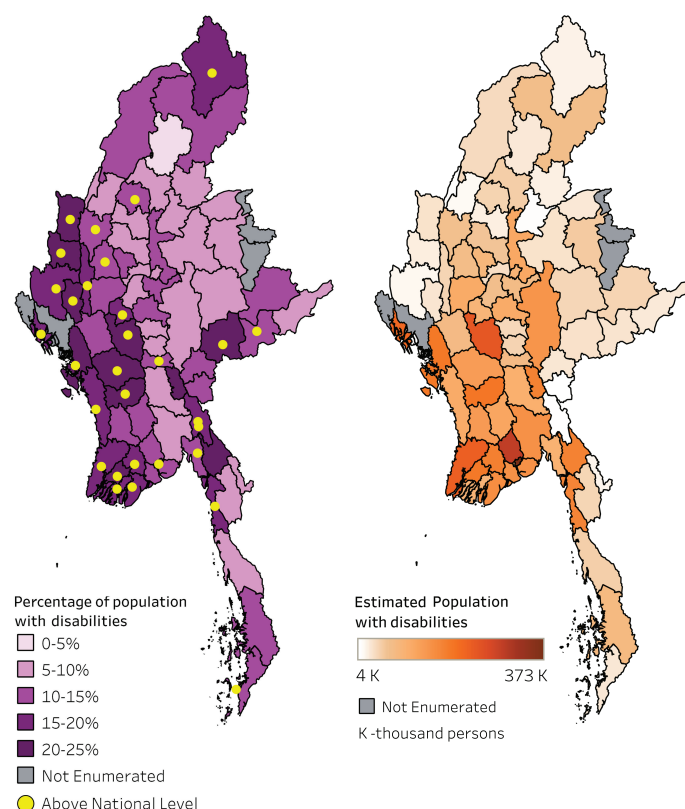 Percentage of population
with disabilities
0-5%
5-10%
10-15%
15-20%
20-25%
Not Enumerated
Above National Level
Estimated Population
with disabilities
4 K
373 K
Not Enumerated
K -thousand persons